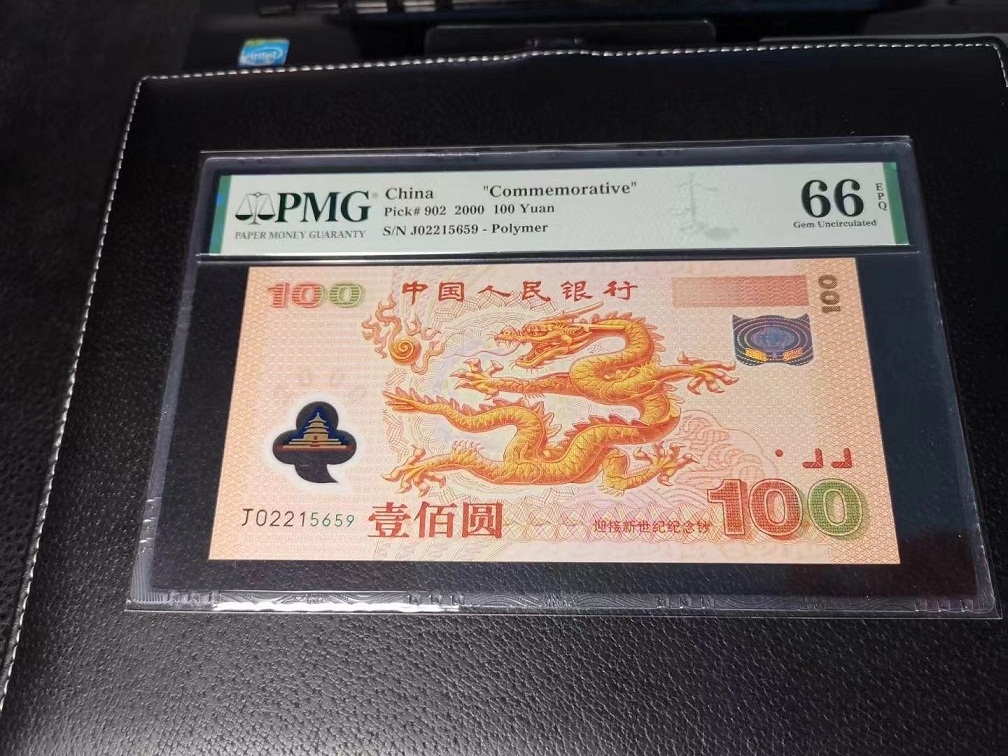 intel
PMG
PAPER MONEY GUARANTY
China "Commemorative"
Pick# 902 2000 100 Yuan
S/N J02215659 - Polymer
66 EPQ
Gem Uncirculated
100 中国人民银行 100
J02215659 壹佰圆 迎接新世纪纪念钞 100